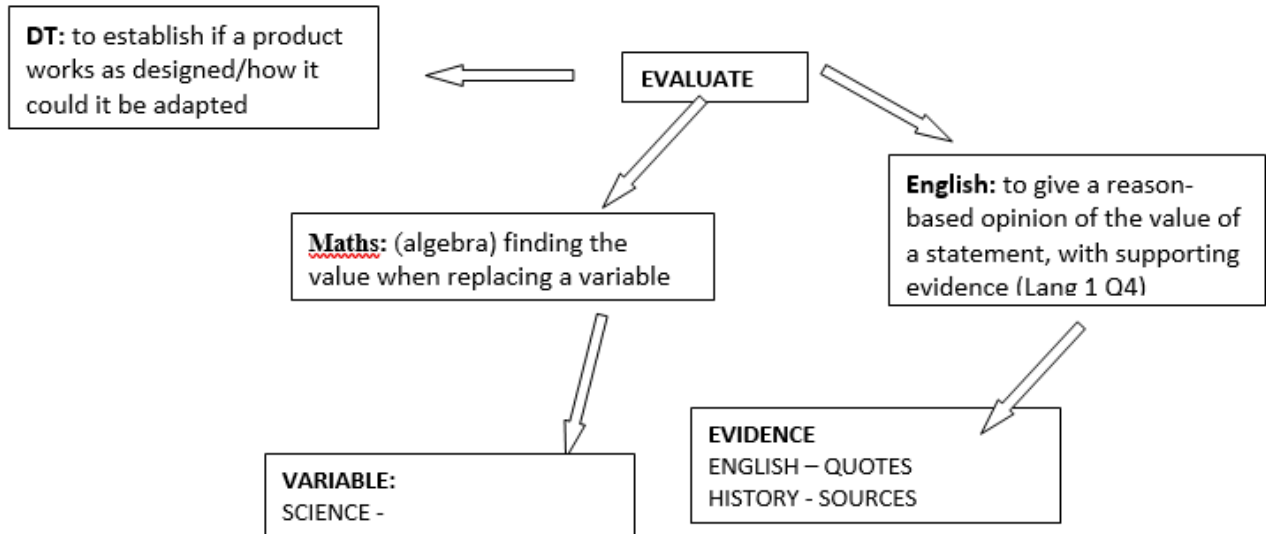 DT: to establish if a product
works as designed/how it
could it be adapted
EVALUATE
English: to give a reason-
based opinion of the value of
a statement, with supporting
evidence (Lang 1 Q4)
Maths: (algebra) finding the
value when replacing a variable
EVIDENCE
ENGLISH – QUOTES
HISTORY - SOURCES
VARIABLE:
SCIENCE -